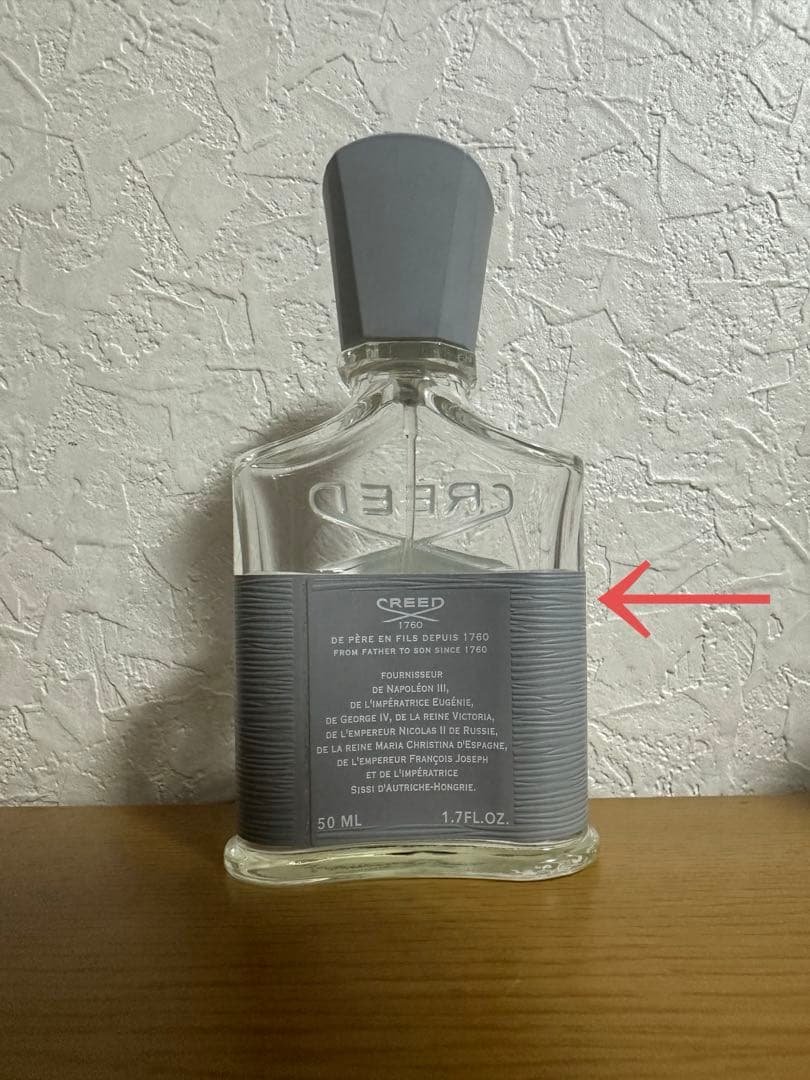 CREED
CREED
1760
DE PÈRE EN FILS DEPUIS 1760
FROM FATHER TO SON SINCE 1760
FOURNISSEUR
DE NAPOLÉON III,
DE L'IMPÉRATRICE EUGÉNIE,
DE GEORGE IV, DE LA REINE VICTORIA,
DE L'EMPEREUR NICOLAS II DE RUSSIE,
DE LA REINE MARIA CHRISTINA D'ESPAGNE,
DE L'EMPEREUR FRANÇOIS JOSEPH
ET DE L'IMPÉRATRICE
SISSI D'AUTRICHE-HONGRIE.
50 ML 1.7FL.OZ.